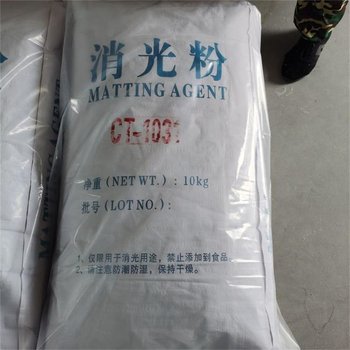 消光粉
MATTING AGENT
CT-1031
净重(NET WT.):10kg
批号(LOT NO.):
1、仅限用于消光用途,禁止添加到食品
2、请注意防潮防湿,保持干燥。